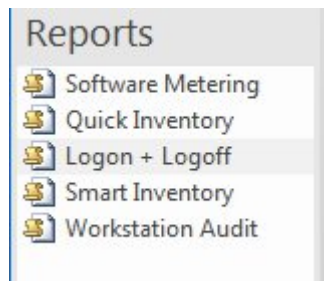 Reports
Software Metering
Quick Inventory
Logon + Logoff
Smart Inventory
Workstation Audit